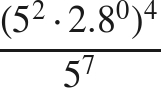 (5² · 2.8⁰)⁴
5⁷